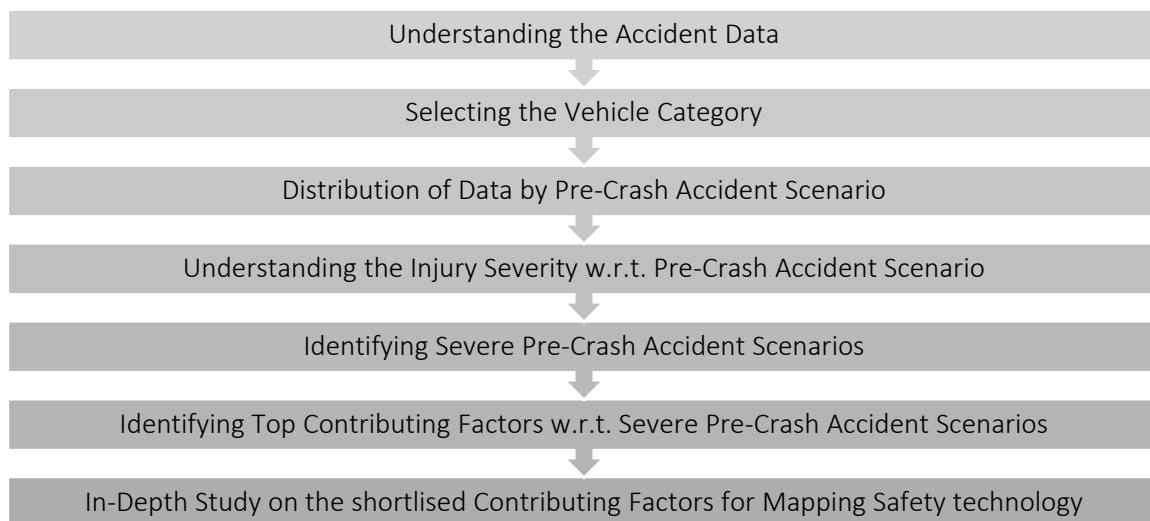 Understanding the Accident Data
Selecting the Vehicle Category
Distribution of Data by Pre-Crash Accident Scenario
Understanding the Injury Severity w.r.t. Pre-Crash Accident Scenario
Identifying Severe Pre-Crash Accident Scenarios
Identifying Top Contributing Factors w.r.t. Severe Pre-Crash Accident Scenarios
In-Depth Study on the shortlised Contributing Factors for Mapping Safety technology